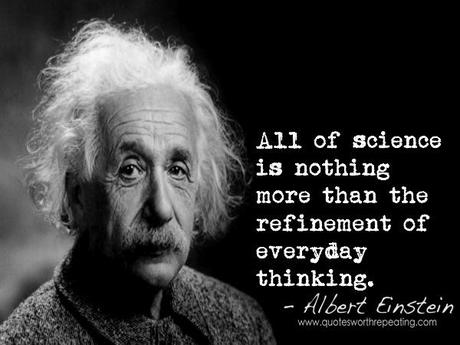 All of science
is nothing
more than the
refinement of
everyday
thinking.
- Albert Einstein
www.quotesworthrepeating.com